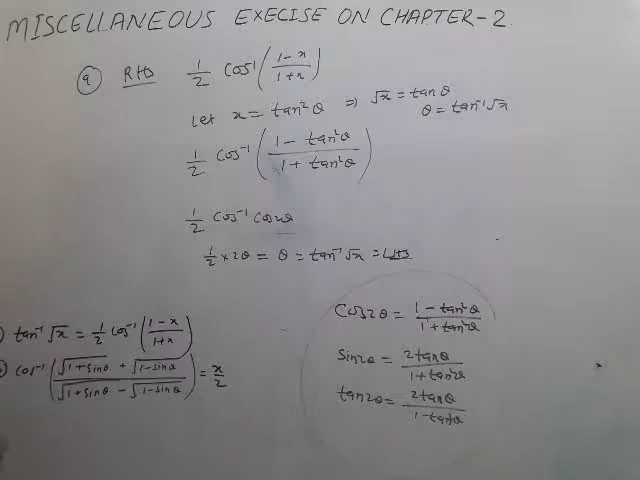 MISCELLANEOUS EXECISE ON CHAPTER-2
9 RHS 1/2 cos⁻¹((1-x)/(1+x))
Let x = tan²θ ⇒ √x = tanθ
θ = tan⁻¹√x
1/2 cos⁻¹((1 - tan²θ)/(1 + tan²θ))
1/2 cos⁻¹ cos2θ
1/2 × 2θ = θ = tan⁻¹√x = LHS
) tan⁻¹√x = 1/2 cos⁻¹((1-x)/(1+x))
) cot⁻¹((√1+sinθ + √1-sinθ)/(√1+sinθ - √1-sinθ)) = x/2
cos2θ = (1 - tan²θ)/(1 + tan²θ)
sin2θ = 2tanθ/(1 + tan²θ)
tan2θ = 2tanθ/(1 - tan²θ)